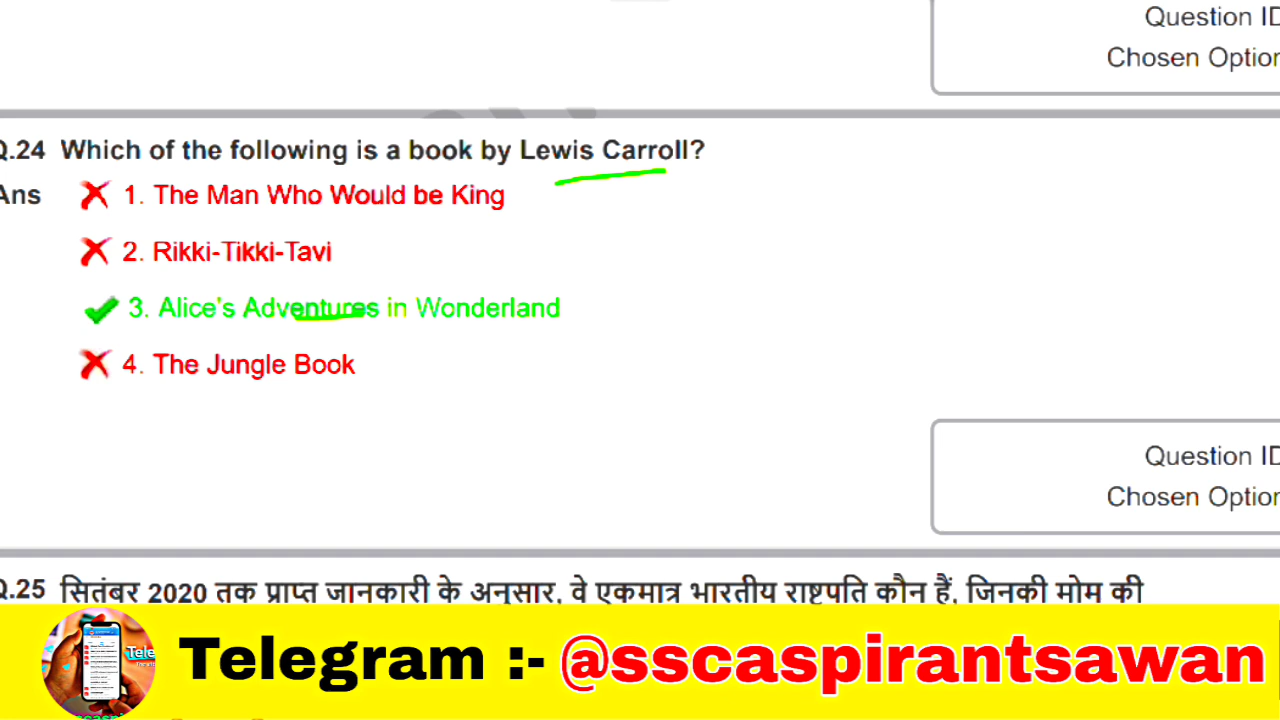 Question ID
Chosen Option
Q.24 Which of the following is a book by Lewis Carroll?
Ans 1. The Man Who Would be King
2. Rikki-Tikki-Tavi
3. Alice's Adventures in Wonderland
4. The Jungle Book
Question ID
Chosen Option
Q.25 सितंबर 2020 तक प्राप्त जानकारी के अनुसार, वे एकमात्र भारतीय राष्ट्रपति कौन हैं, जिनकी मोम की
Telegram :- @sscaspirantsawan